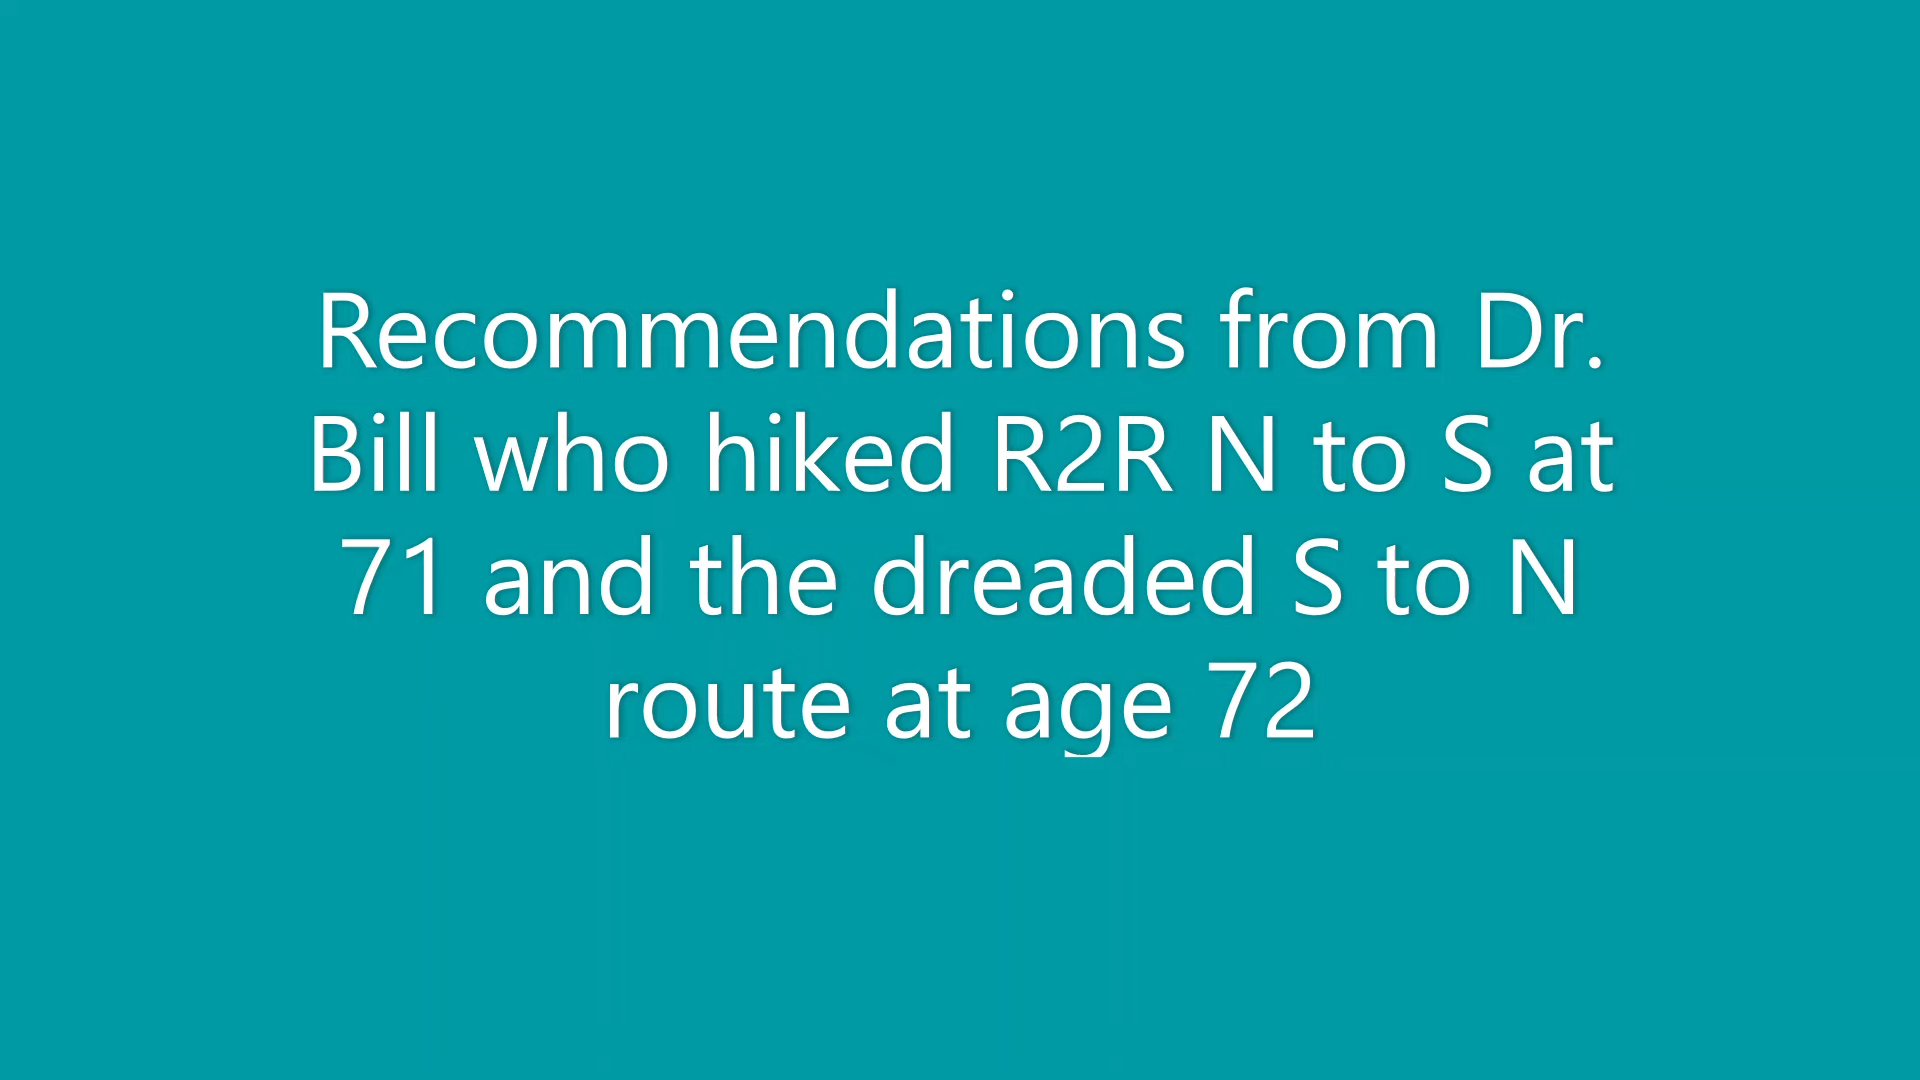 Recommendations from Dr.
Bill who hiked R2R N to S at
71 and the dreaded S to N
route at age 72